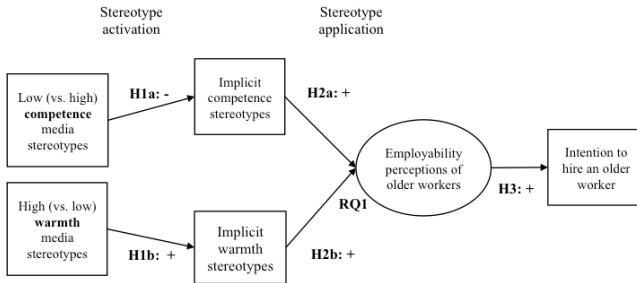 Stereotype
activation
Stereotype
application
Low (vs. high)
competence
media
stereotypes
H1a: -
Implicit
competence
stereotypes
H2a: +
Employability
perceptions of
older workers
H3: +
Intention to
hire an older
worker
RQ1
High (vs. low)
warmth
media
stereotypes
H1b: +
Implicit
warmth
stereotypes
H2b: +